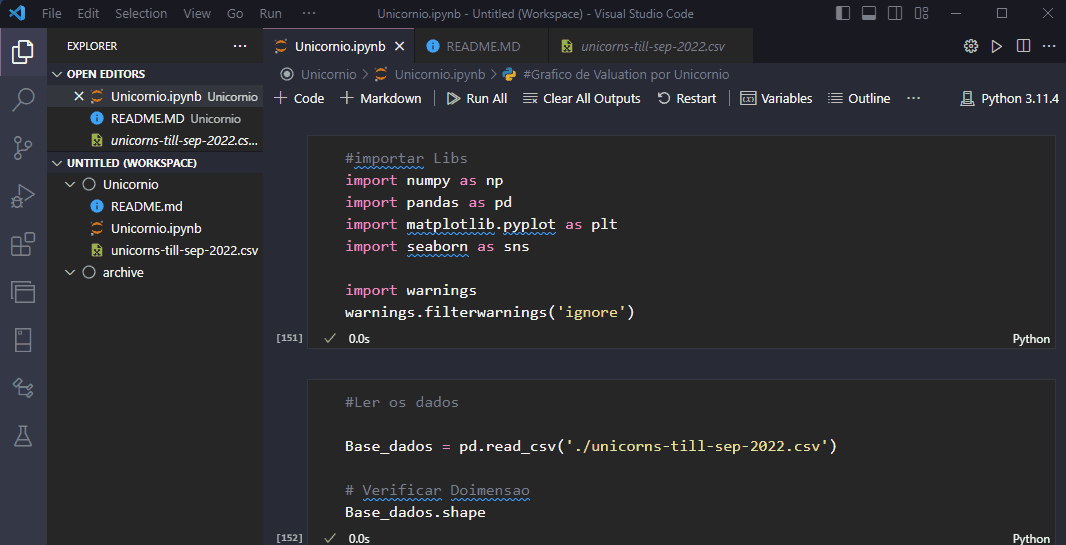 File Edit Selection View Go Run ··· Unicornio.ipynb - Untitled (Workspace) - Visual Studio Code
EXPLORER ···
OPEN EDITORS
Unicornio.ipynb Unicornio
README.MD Unicornio
unicorns-till-sep-2022.cs...
UNTITLED (WORKSPACE)
Unicornio
README.md
Unicornio.ipynb
unicorns-till-sep-2022.csv
archive
Unicornio.ipynb README.MD unicorns-till-sep-2022.csv ···
Unicornio > Unicornio.ipynb > #Grafico de Valuation por Unicornio
+ Code + Markdown Run All Clear All Outputs Restart Variables Outline ··· Python 3.11.4
#importar Libs
import numpy as np
import pandas as pd
import matplotlib.pyplot as plt
import seaborn as sns
import warnings
warnings.filterwarnings('ignore')
[151] 0.0s Python
#Ler os dados
Base_dados = pd.read_csv('./unicorns-till-sep-2022.csv')
# Verificar Doimensao
Base_dados.shape
[152] 0.0s Python